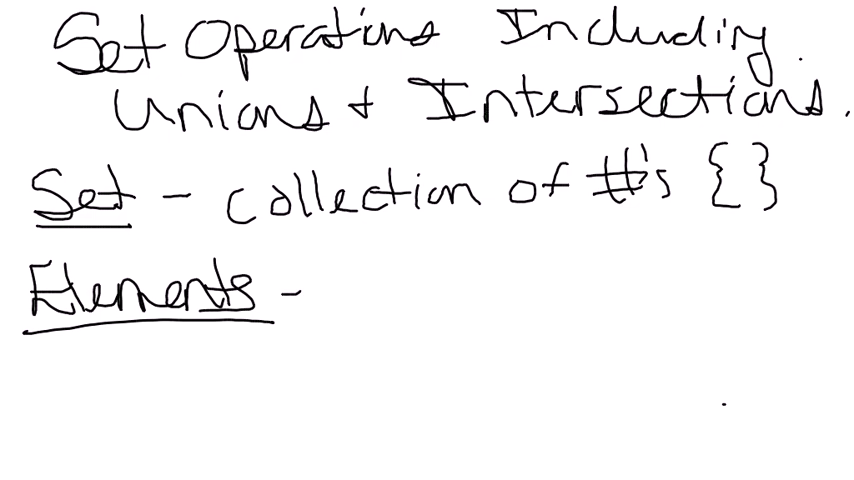 Set Operations Including
Unions + Intersections.
Set - collection of #'s { }
Elements -